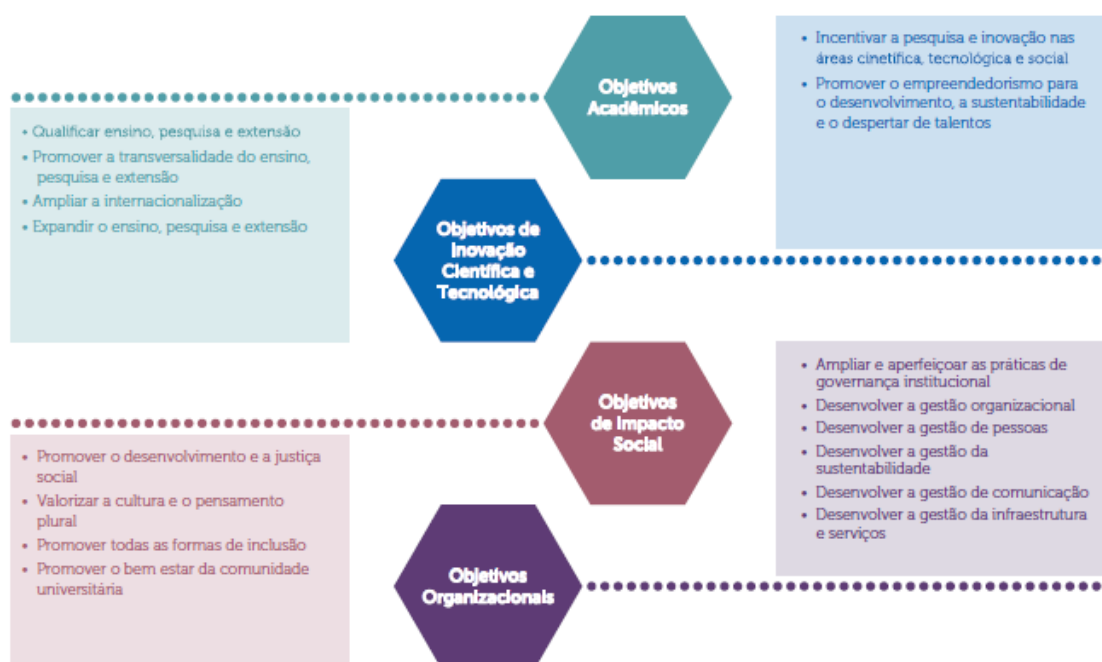 Objetivos
Acadêmicos
• Qualificar ensino, pesquisa e extensão
• Promover a transversalidade do ensino,
pesquisa e extensão
• Ampliar a internacionalização
• Expandir o ensino, pesquisa e extensão
Objetivos de
Inovação
Científica e
Tecnológica
• Incentivar a pesquisa e inovação nas
áreas cinetífica, tecnológica e social
• Promover o empreendedorismo para
o desenvolvimento, a sustentabilidade
e o despertar de talentos
Objetivos
de Impacto
Social
• Promover o desenvolvimento e a justiça
social
• Valorizar a cultura e o pensamento
plural
• Promover todas as formas de inclusão
• Promover o bem estar da comunidade
universitária
Objetivos
Organizacionais
• Ampliar e aperfeiçoar as práticas de
governança institucional
• Desenvolver a gestão organizacional
• Desenvolver a gestão de pessoas
• Desenvolver a gestão da
sustentabilidade
• Desenvolver a gestão de comunicação
• Desenvolver a gestão da infraestrutura
e serviços